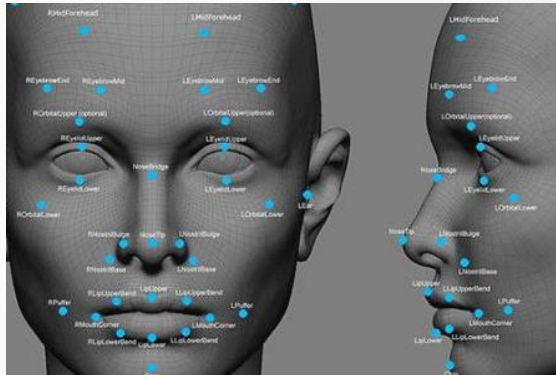 RMidForehead
LMidForehead
REyebrowEnd
REyebrowMid
LEyebrowMid
LEyebrowEnd
ROrbitalUpper (optional)
LOrbitalUpper(optional)
REyelidUpper
LEyelidUpper
NoseBridge
REyelidLower
LEyelidLower
ROrbitalLower
LOrbitalLower
LEar
RNostrilBulge
NoseTip
LNostrilBulge
RNostrilBase
LNostrilBase
LipUpper
RLipUpperBend
LLipUpperBend
RPuffer
LPuffer
RMouthCorner
LMouthCorner
RLipLowerBend
LipLower
LLipLowerBend
LMidForehead
LEyebrowMid
LEyebrowEnd
LOrbitalUpper(optional)
LEyelidUpper
NoseBridge
LEyelidLower
LOrbitalLower
NoseTip
LNostrilBulge
LNostrilBase
LipUpper
LLipUpperBend
LPuffer
LMouthCorner
LipLower
LLipLowerBend